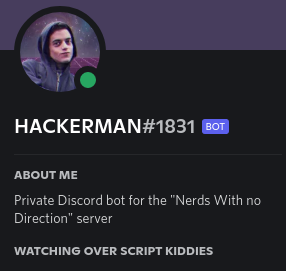 HACKERMAN#1831 BOT
ABOUT ME
Private Discord bot for the "Nerds With no
Direction" server
WATCHING OVER SCRIPT KIDDIES